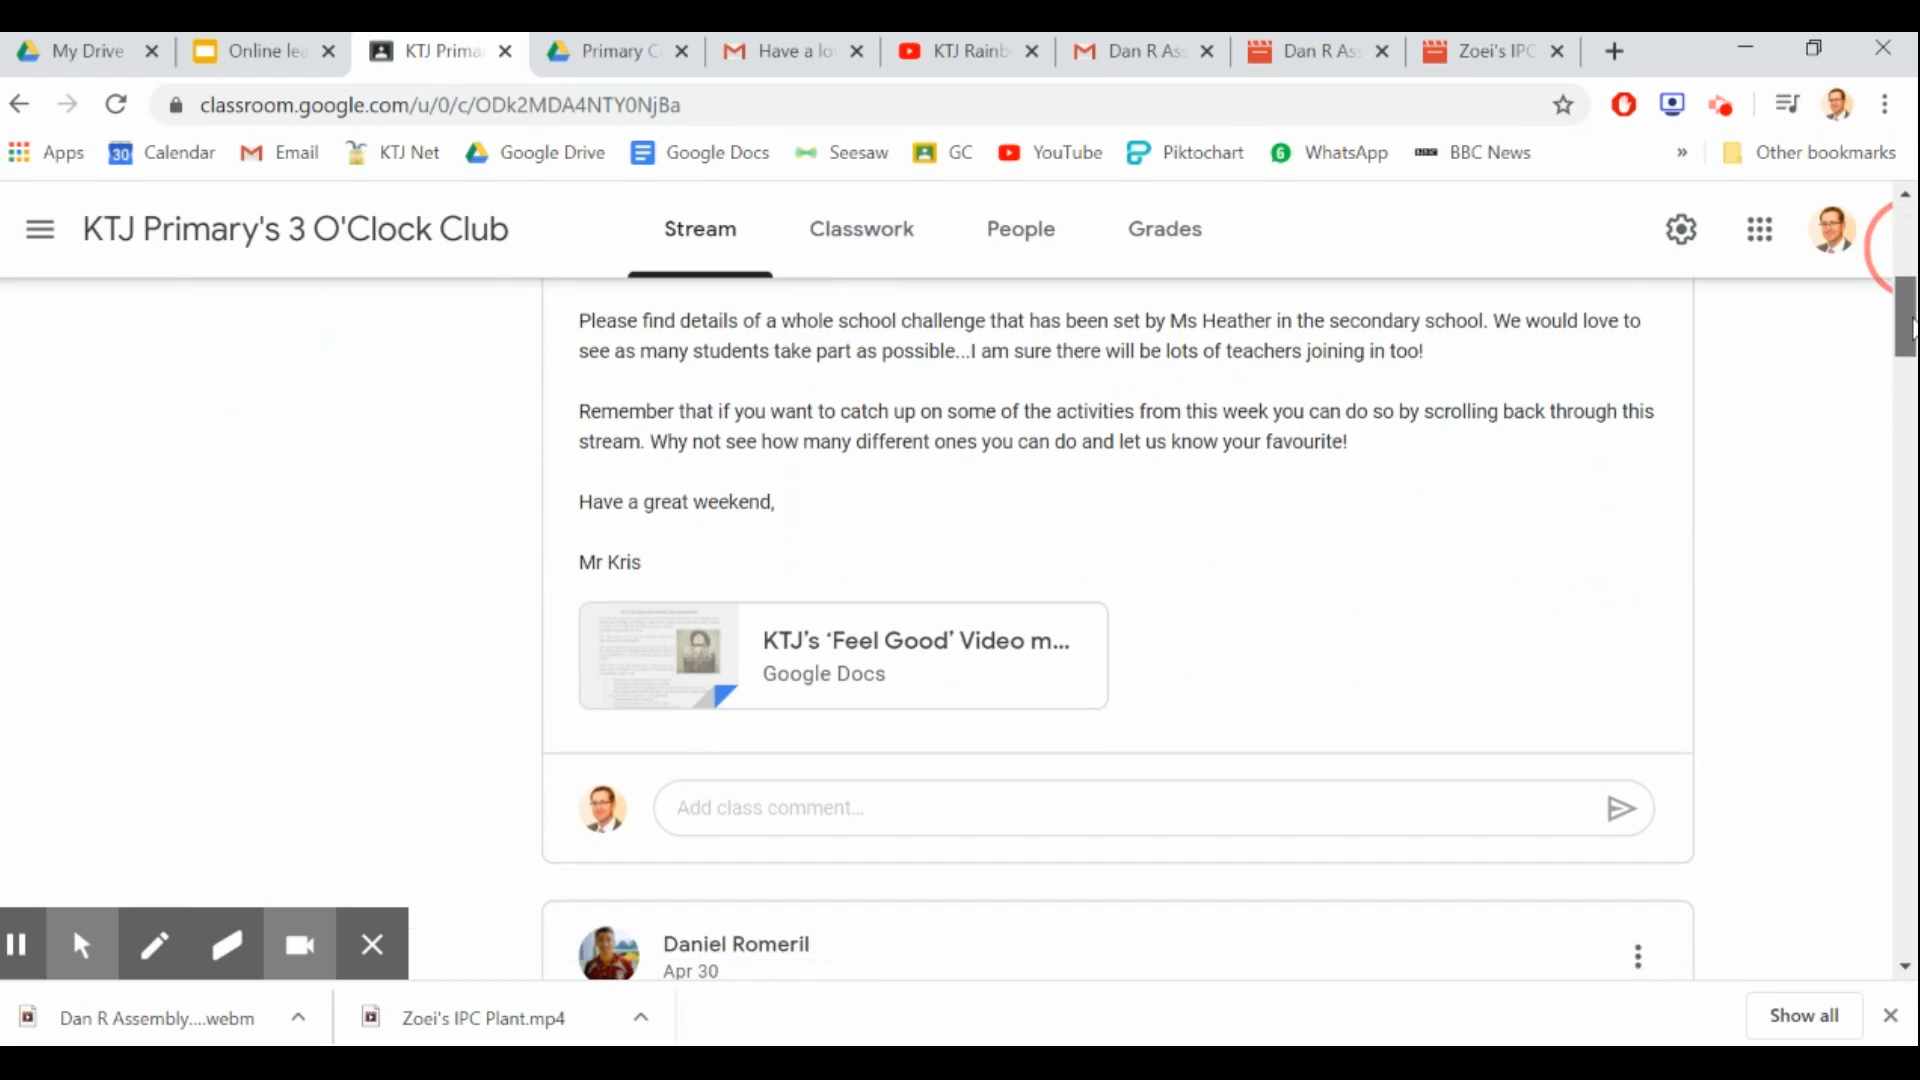 My Drive
Online lea
KTJ Prima
Primary C
Have a lo
KTJ Rainb
Dan R As
Dan R As
Zoei's IPC
classroom.google.com/u/0/c/ODk2MDA4NTY0NjBa
Apps
30
Calendar
Email
KTJ Net
Google Drive
Google Docs
Seesaw
GC
YouTube
Piktochart
6
WhatsApp
BBC
BBC News
»
Other bookmarks
KTJ Primary's 3 O'Clock Club
Stream
Classwork
People
Grades
Please find details of a whole school challenge that has been set by Ms Heather in the secondary school. We would love to
see as many students take part as possible...I am sure there will be lots of teachers joining in too!
Remember that if you want to catch up on some of the activities from this week you can do so by scrolling back through this
stream. Why not see how many different ones you can do and let us know your favourite!
Have a great weekend,
Mr Kris
KTJ’s ‘Feel Good’ Video m...
Google Docs
Add class comment...
Daniel Romeril
Apr 30
Dan R Assembly....webm
Zoei's IPC Plant.mp4
Show all